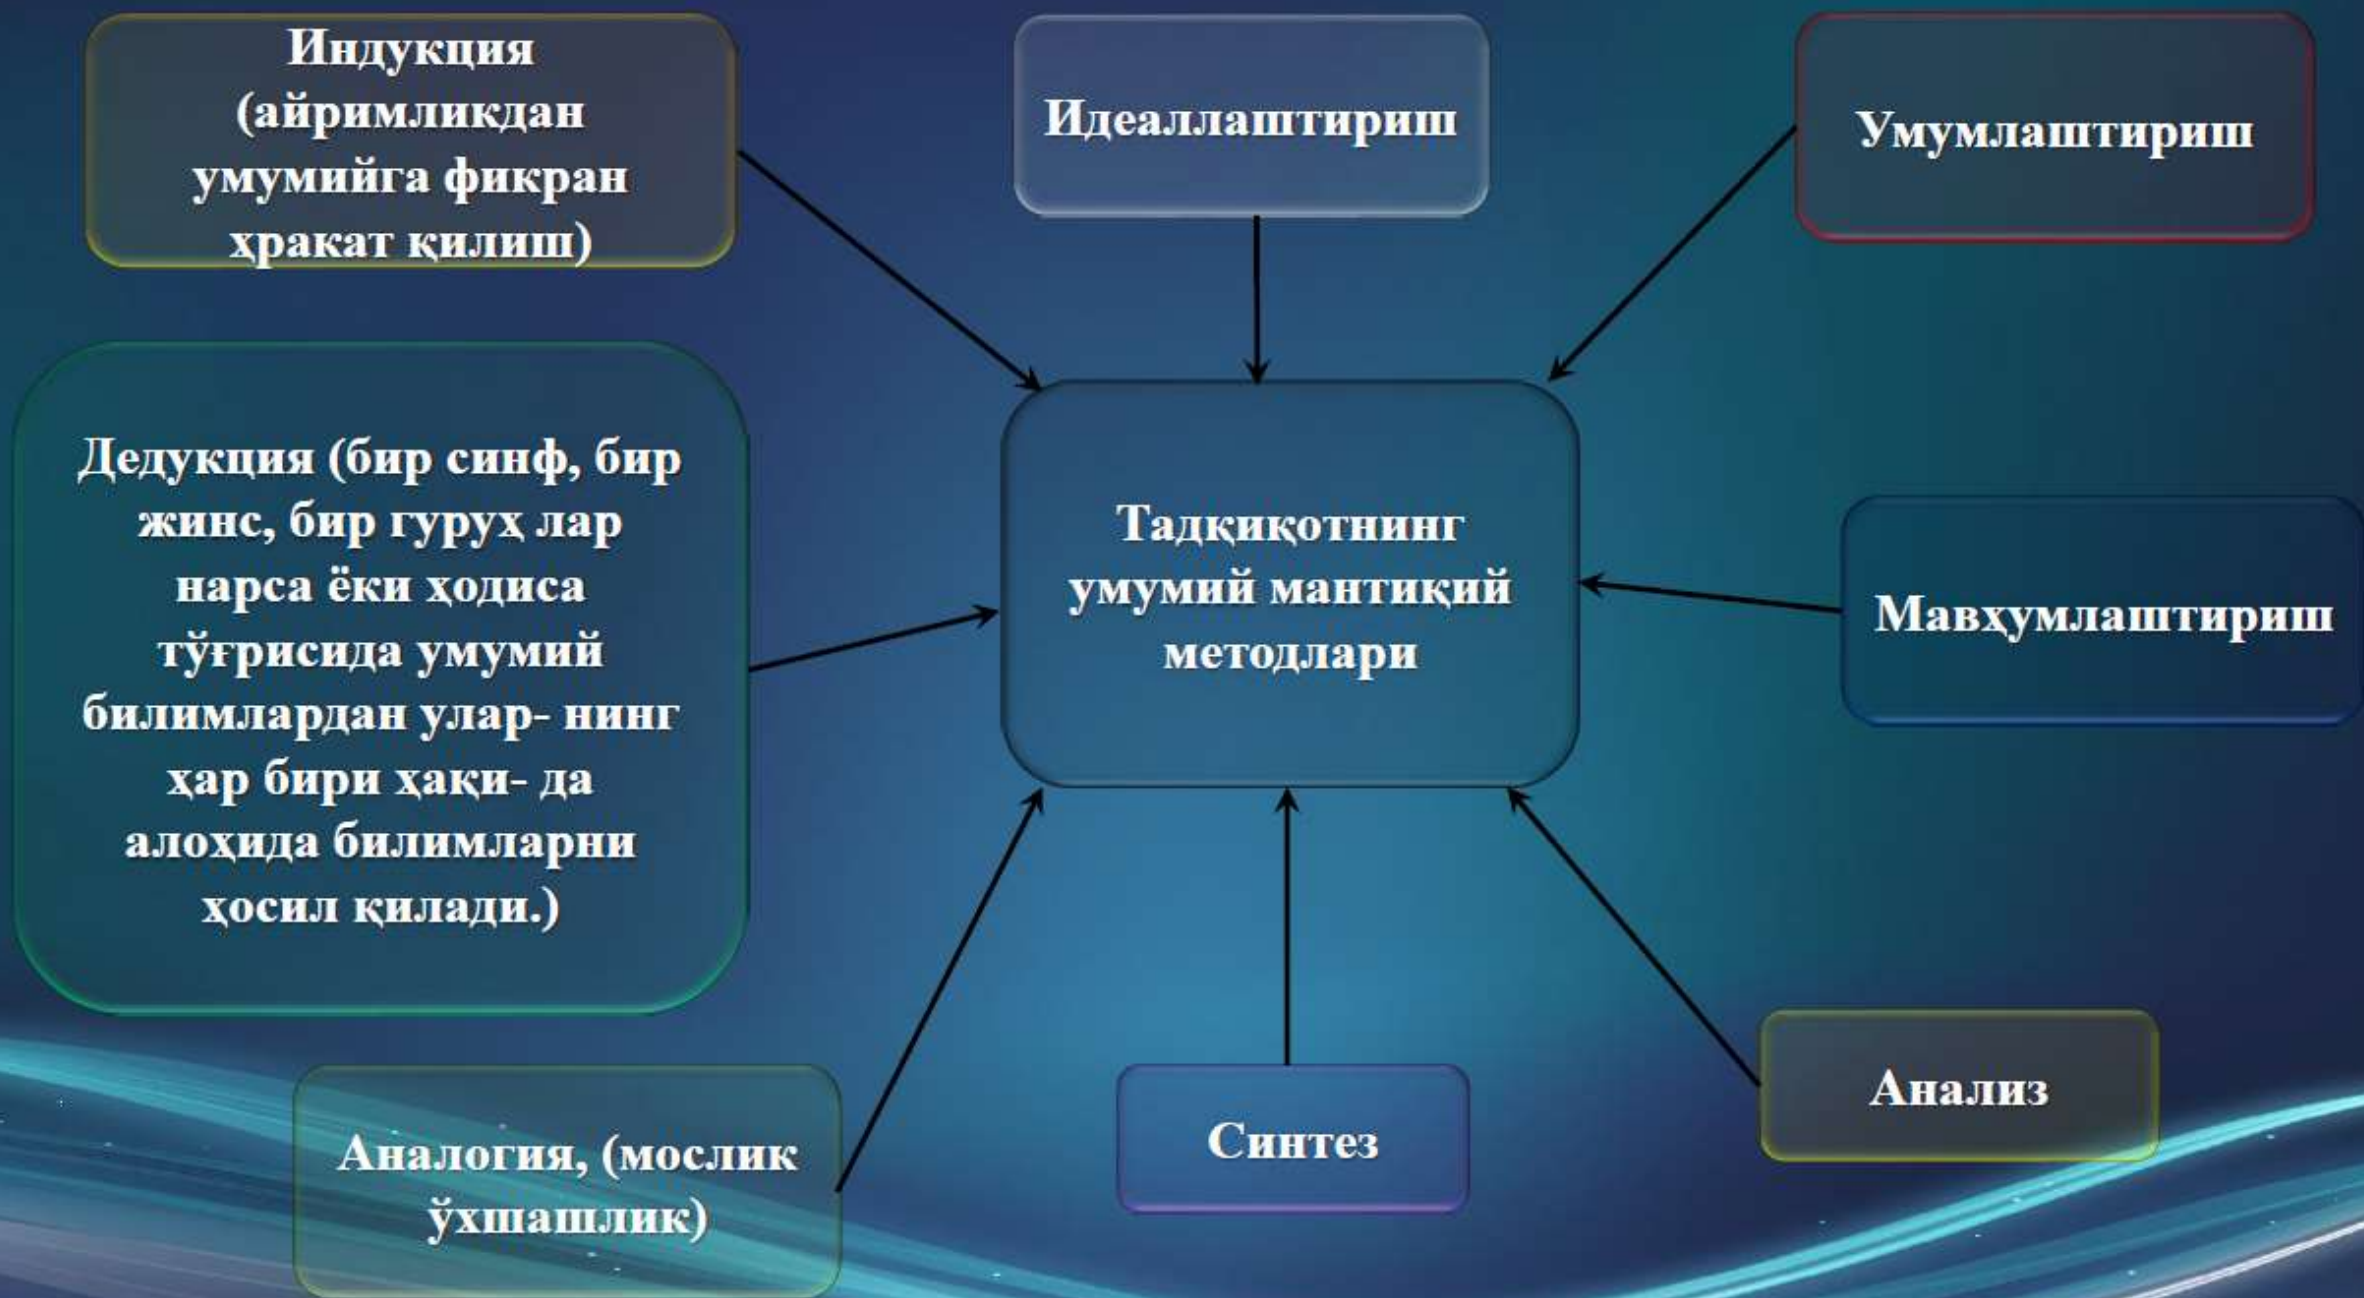 Индукция
(айримликдан
умумийга фикран
ҳракат қилиш)
Идеаллаштириш
Умумлаштириш
Дедукция (бир синф, бир
жинс, бир гуруҳ лар
нарса ёки ҳодиса
тўғрисида умумий
билимлардан улар- нинг
ҳар бири ҳақи- да
алоҳида билимларни
ҳосил қилади.)
Тадқиқотнинг
умумий мантиқий
методлари
Мавҳумлаштириш
Аналогия, (мослик
ўхшашлик)
Синтез
Анализ